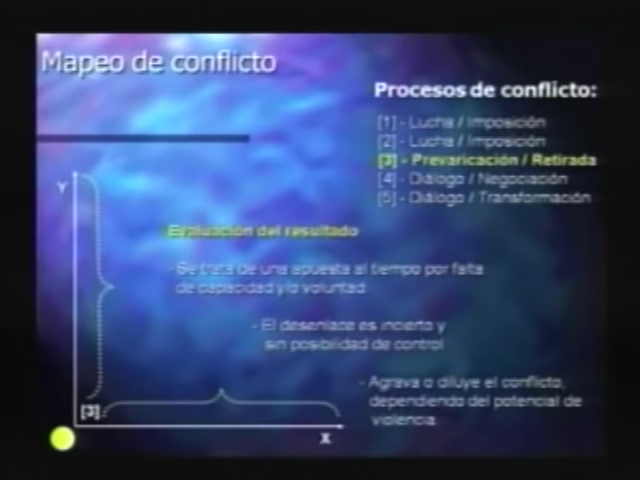 Mapeo de conflicto
Procesos de conflicto:
[1] - Lucha / Imposición
[2] - Lucha / Imposición
[3] - Prevaricación / Retirada
[4] - Diálogo / Negociación
[5] - Diálogo / Transformación
Y
Evaluación del resultado
- Se trata de una apuesta al tiempo por falta
de capacidad y/o voluntad.
- El desenlace es incierto y
sin posibilidad de control
- Agrava o diluye el conflicto,
dependiendo del potencial de
violencia.
[3]
X